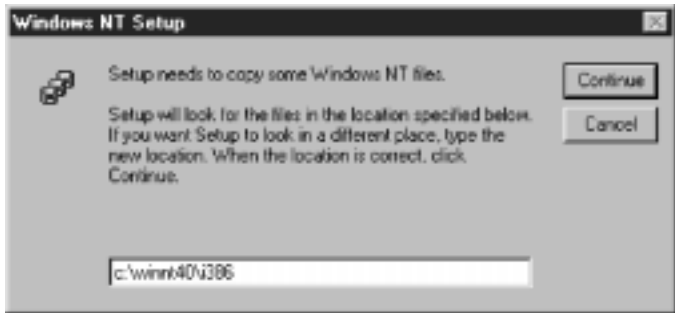 Windows NT Setup
Setup needs to copy some Windows NT files.
Setup will look for the files in the location specified below.
If you want Setup to look in a different place, type the
new location. When the location is correct, click
Continue.
c:\winnt40\i386
Continue
Cancel